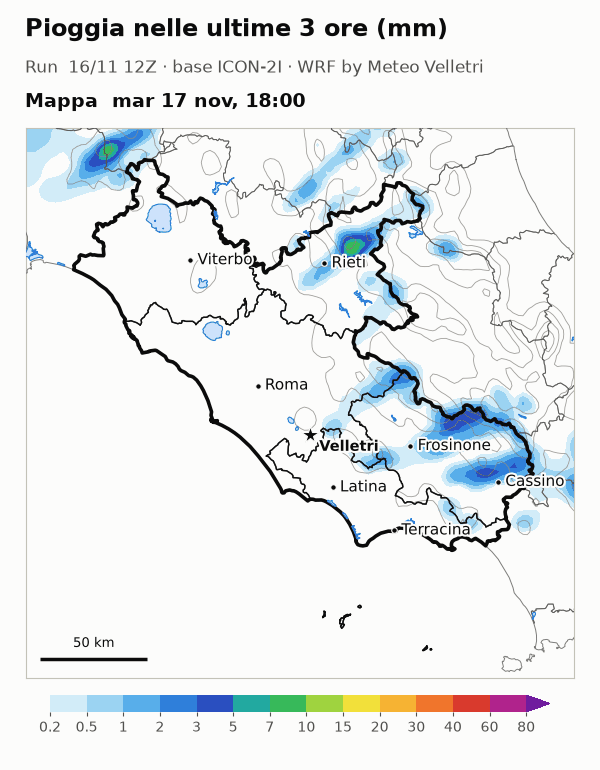 Pioggia nelle ultime 3 ore (mm)
Run 16/11 12Z · base ICON-2I · WRF by Meteo Velletri
Mappa mar 17 nov, 18:00
Viterbo
Rieti
Roma
Velletri
Frosinone
Cassino
Latina
Terracina
50 km
0.2 0.5 1 2 3 5 7 10 15 20 30 40 60 80